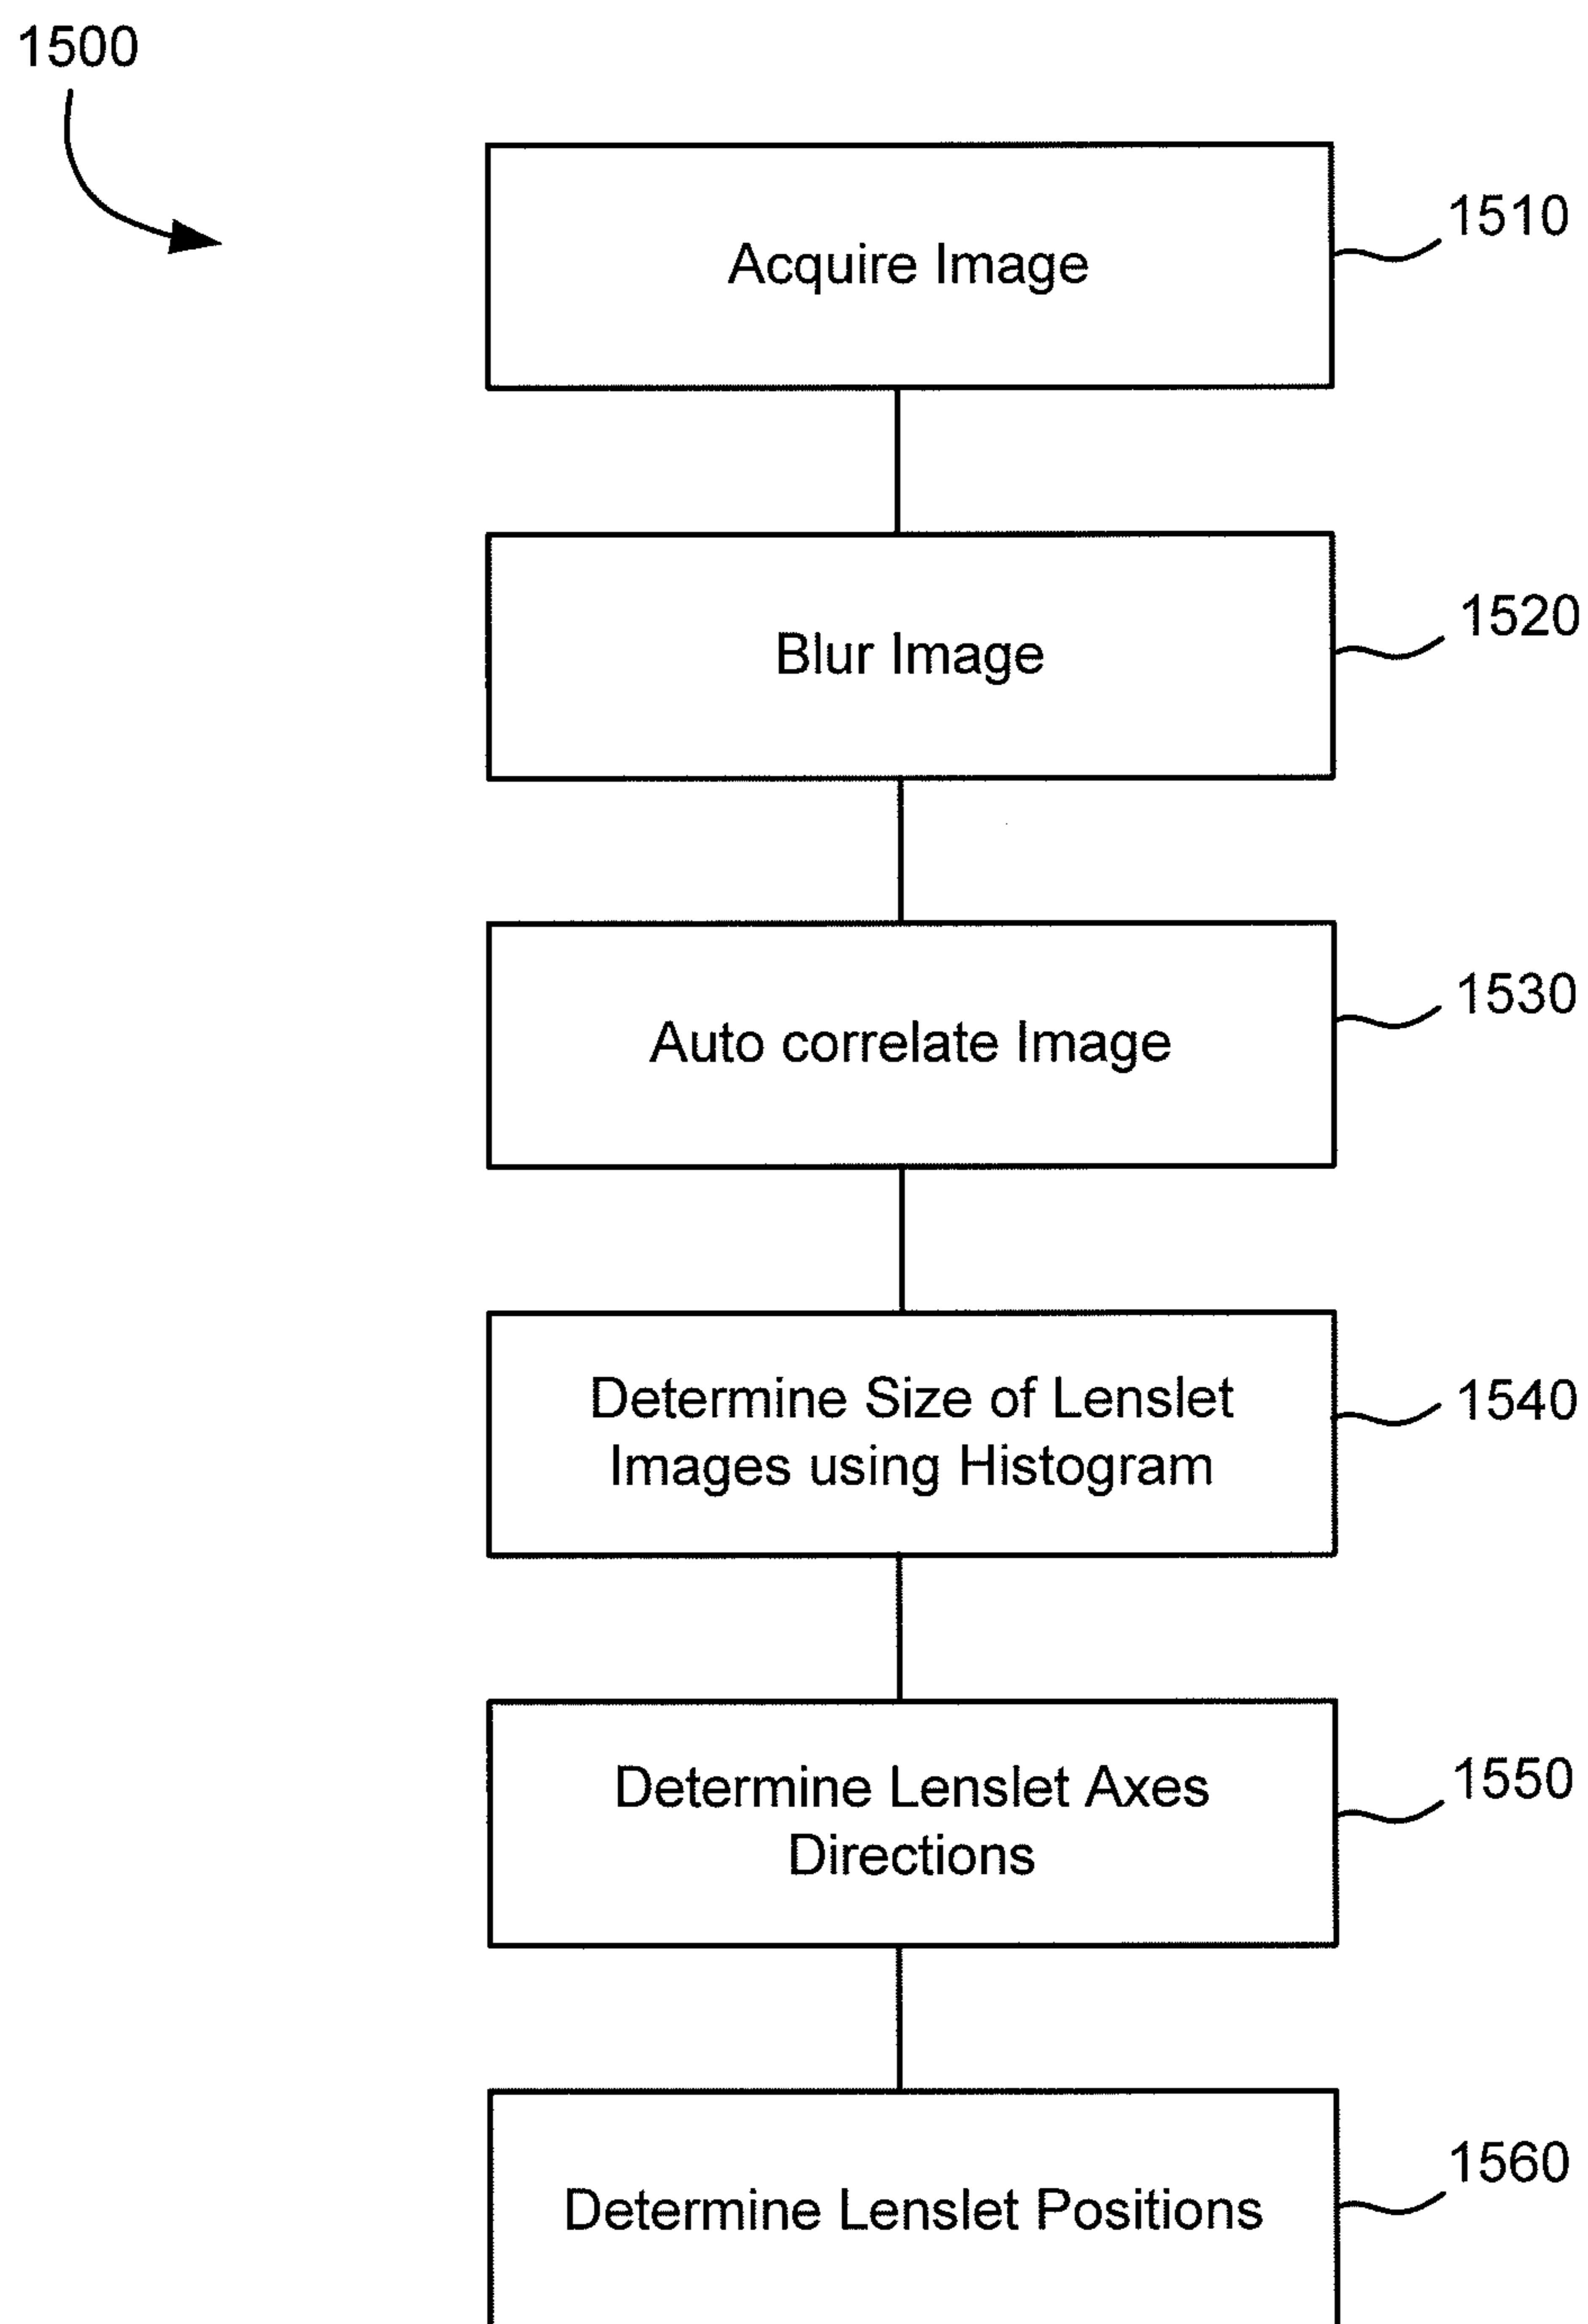 1500
Acquire Image
1510
Blur Image
1520
Auto correlate Image
1530
Determine Size of Lenslet
Images using Histogram
1540
Determine Lenslet Axes
Directions
1550
Determine Lenslet Positions
1560